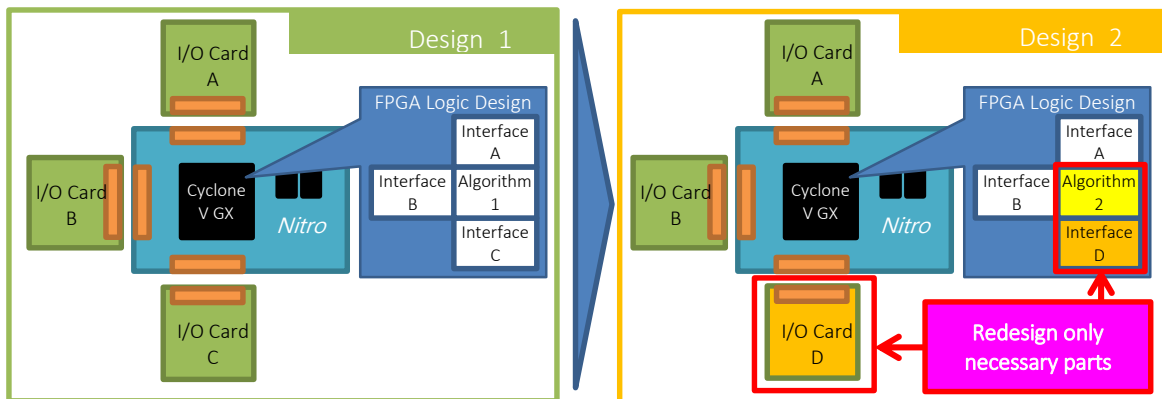 Design 1
I/O Card
A
FPGA Logic Design
Interface
A
I/O Card
B
Cyclone
V GX
Nitro
Interface
B
Algorithm
1
Interface
C
I/O Card
C
Design 2
I/O Card
A
FPGA Logic Design
Interface
A
I/O Card
B
Cyclone
V GX
Nitro
Interface
B
Algorithm
2
Interface
D
I/O Card
D
Redesign only
necessary parts